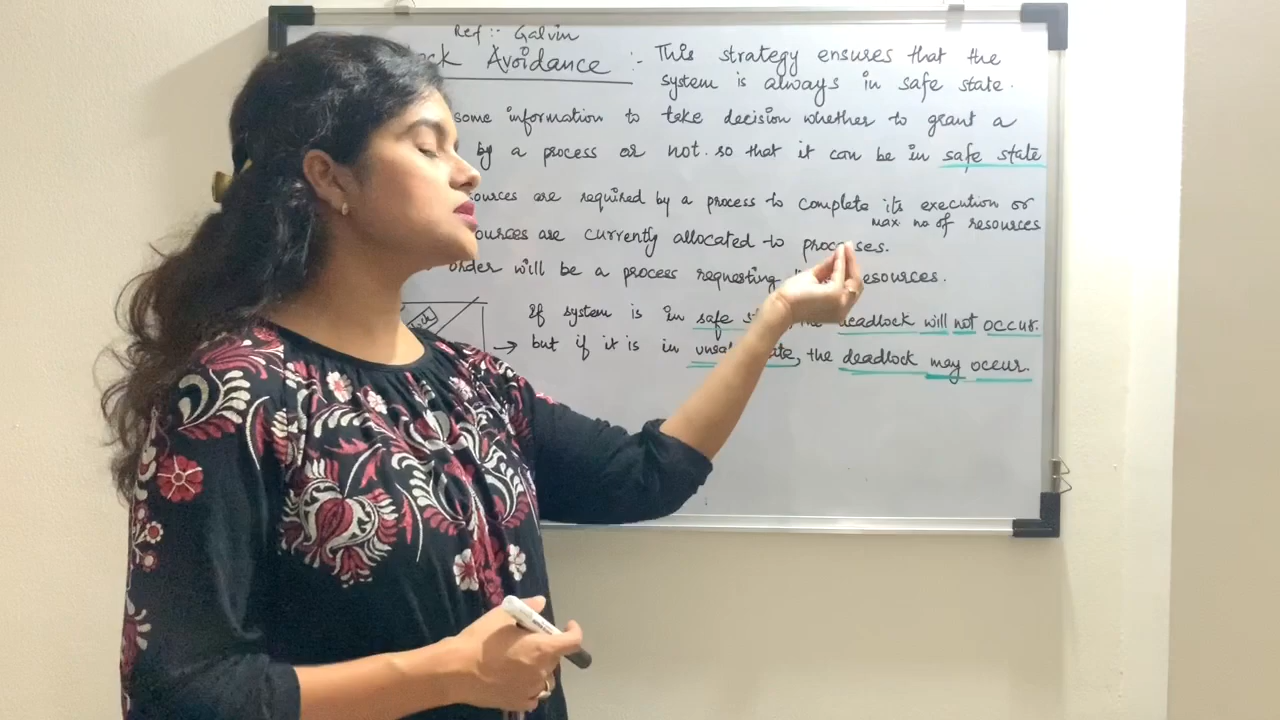 Ref :- Galvin
ck Avoidance :- This strategy ensures that the
system is always in safe state.
some information to take decision whether to grant a
by a process or not. so that it can be in safe state
ources are required by a process to complete its execution or
max. no of resources
ources are currently allocated to processes.
order will be a process requesting esources.
If system is in safe the deadlock will not occur.
→ but if it is in unsafe state, the deadlock may occur.